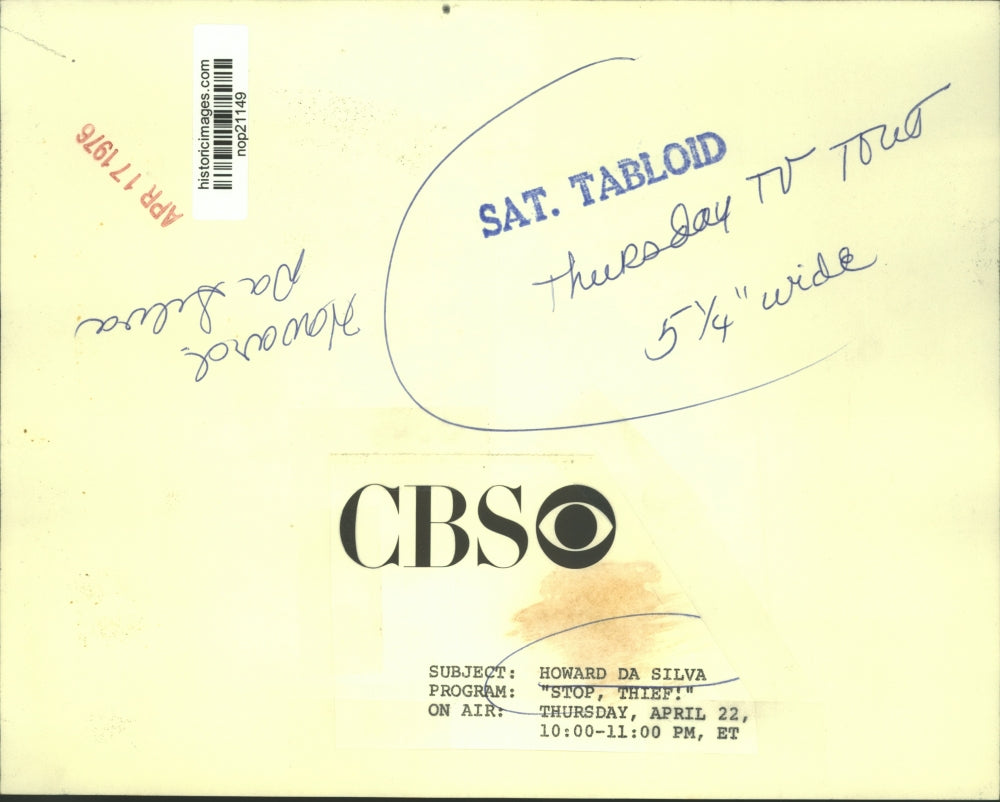 historicimages.com
nop21149
APR 17 1976
SAT. TABLOID
Thursday TV Tout
5 1/4" wide
Howard
Da Silva
CBS
SUBJECT: HOWARD DA SILVA
PROGRAM: "STOP, THIEF!"
ON AIR: THURSDAY, APRIL 22,
10:00-11:00 PM, ET